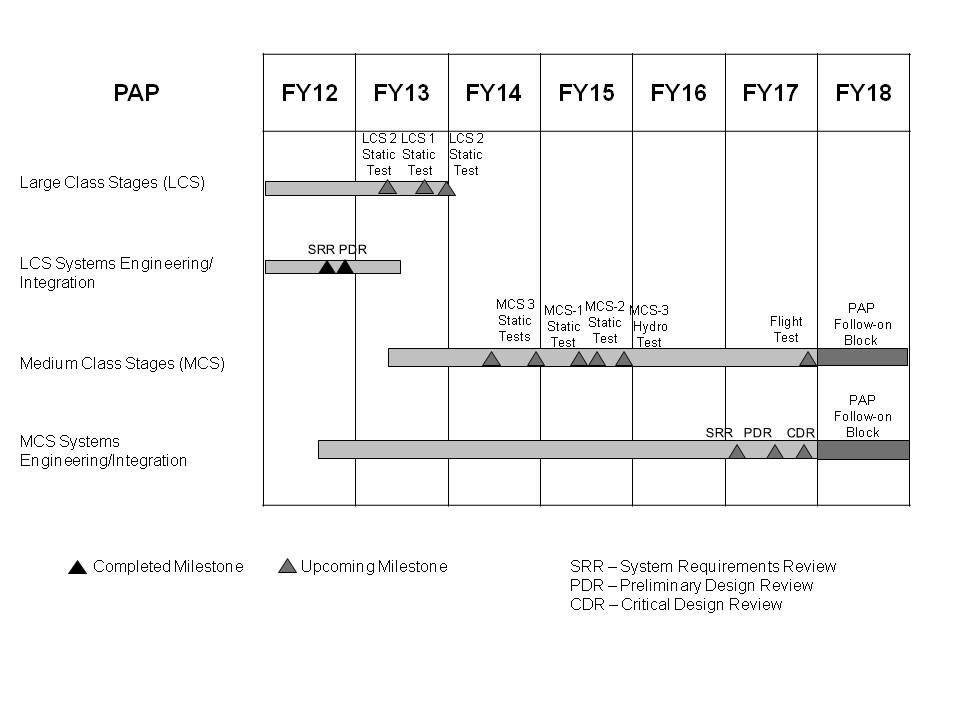 PAP FY12 FY13 FY14 FY15 FY16 FY17 FY18
LCS 2 LCS 1 LCS 2
Static Static Static
Test Test Test
Large Class Stages (LCS)
SRR PDR
LCS Systems Engineering/
Integration
MCS 3
Static
Tests
MCS-1
Static
Test
MCS-2
Static
Test
MCS-3
Hydro
Test
Flight
Test
PAP
Follow-on
Block
Medium Class Stages (MCS)
PAP
Follow-on
Block
SRR PDR CDR
MCS Systems
Engineering/Integration
Completed Milestone
Upcoming Milestone
SRR – System Requirements Review
PDR – Preliminary Design Review
CDR – Critical Design Review